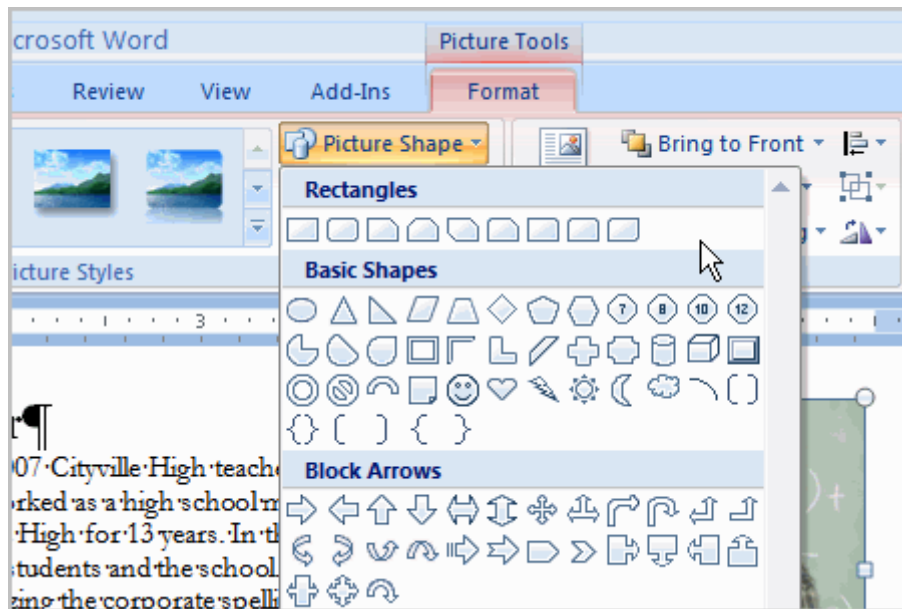 crosoft Word
Picture Tools
Review View Add-Ins Format
Picture Shape Bring to Front
Rectangles
icture Styles
Basic Shapes
7 8 10 12
3
r¶
07·Cityville·High·teache
Block Arrows
orked·as·a·high·school·m
·High·for·13·years.·In·th
students·and·the·school.
zing·the·corporate·spelli